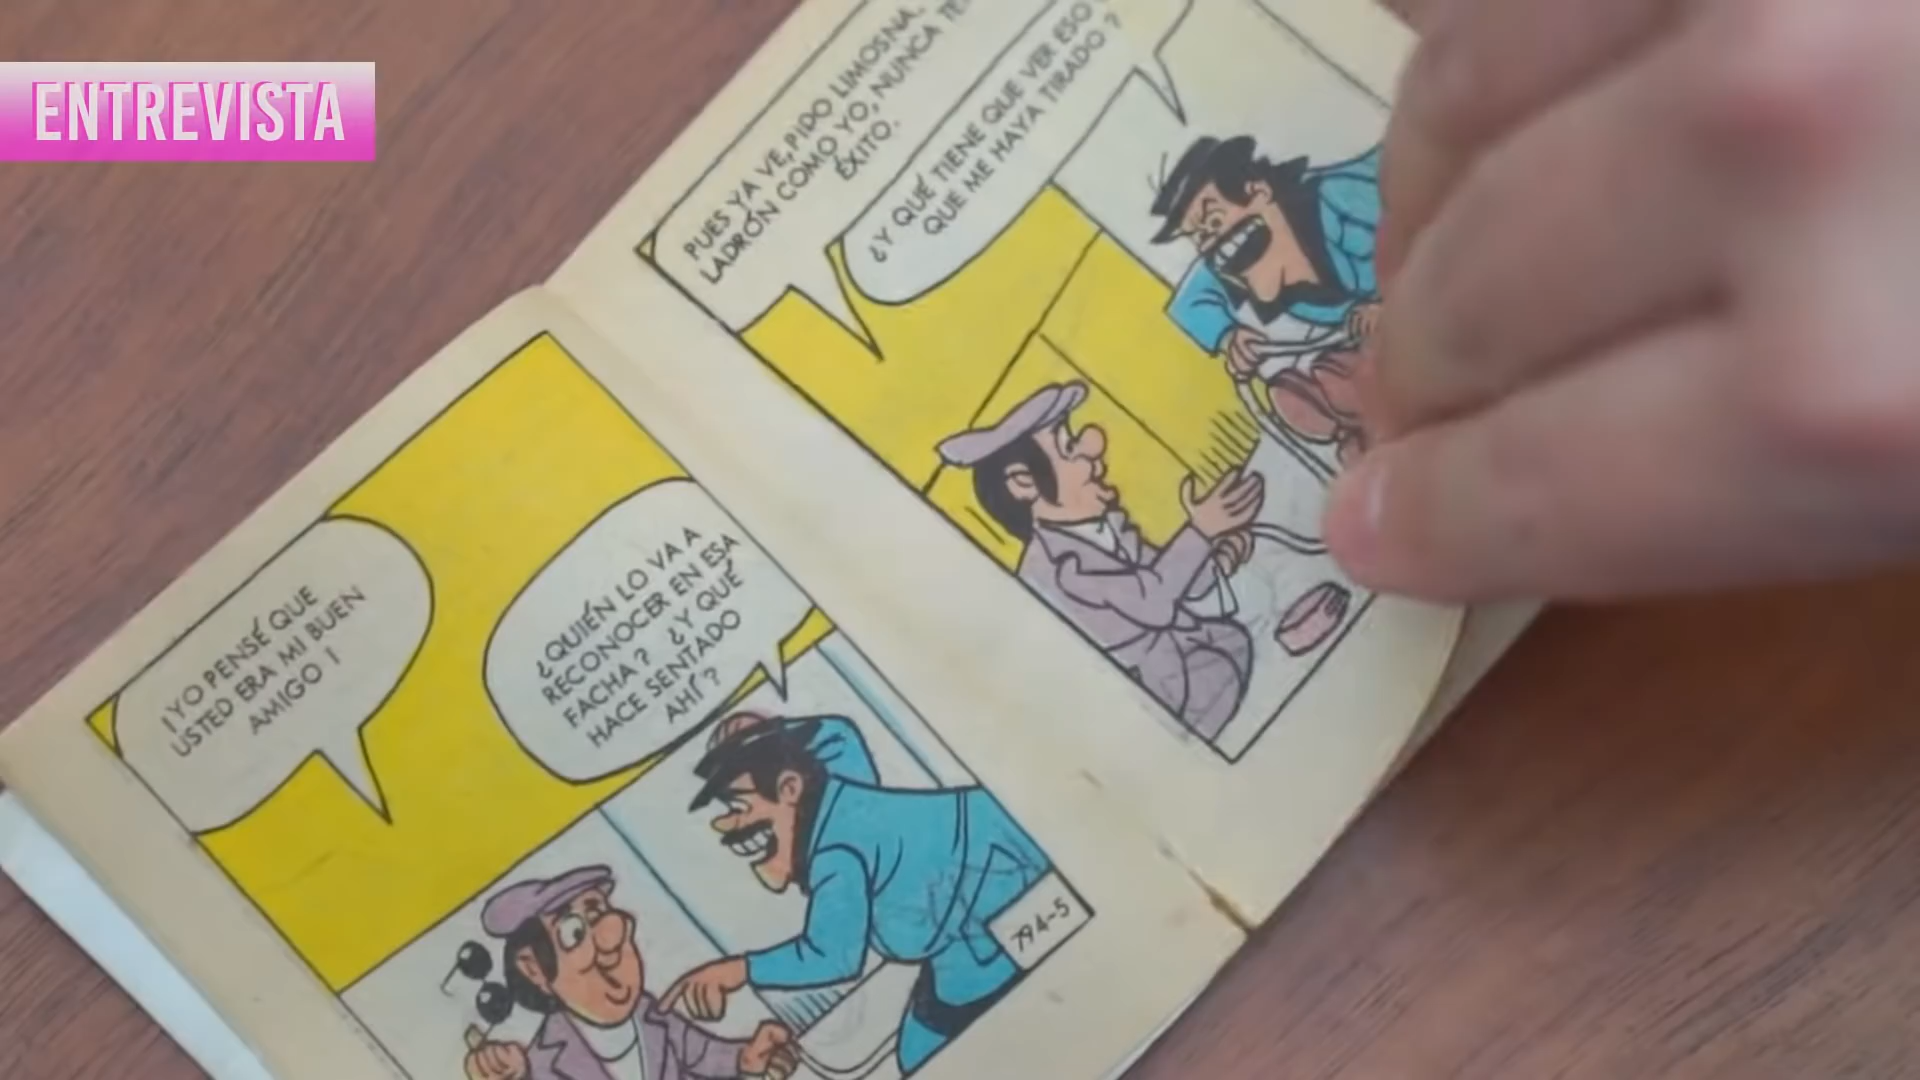 ENTREVISTA
¡YO PENSÉ QUE
USTED ERA MI BUEN
AMIGO!
¿QUIÉN LO VA A
RECONOCER EN ESA
FACHA? ¿Y QUÉ
HACE SENTADO
AHÍ?
794-5
PUES YA VE, PIDO LIMOSNA.
LADRÓN COMO YO, NUNCA
ÉXITO.
¿Y QUÉ TIENE QUE VER ESO
QUE ME HAYA TIRADO?